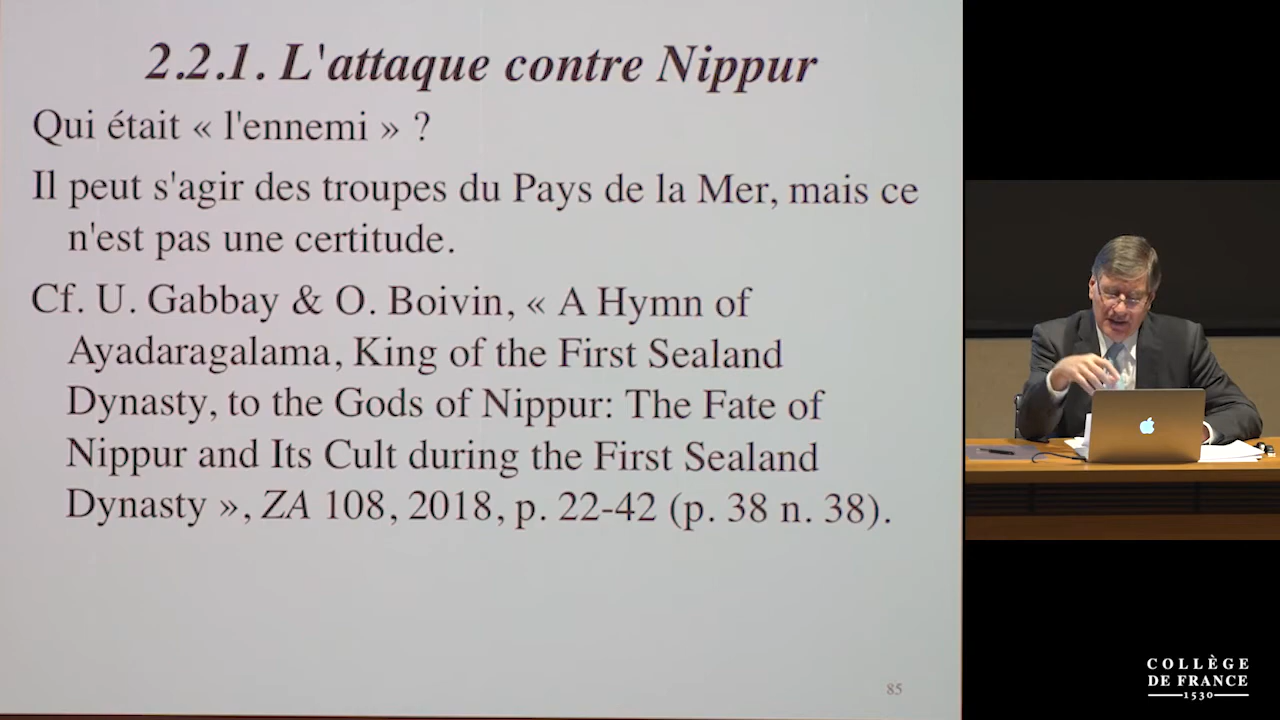 2.2.1. L'attaque contre Nippur
Qui était « l'ennemi » ?
Il peut s'agir des troupes du Pays de la Mer, mais ce
n'est pas une certitude.
Cf. U. Gabbay & O. Boivin, « A Hymn of
Ayadaragalama, King of the First Sealand
Dynasty, to the Gods of Nippur: The Fate of
Nippur and Its Cult during the First Sealand
Dynasty », ZA 108, 2018, p. 22-42 (p. 38 n. 38).
85
COLLÈGE
DE FRANCE
1530